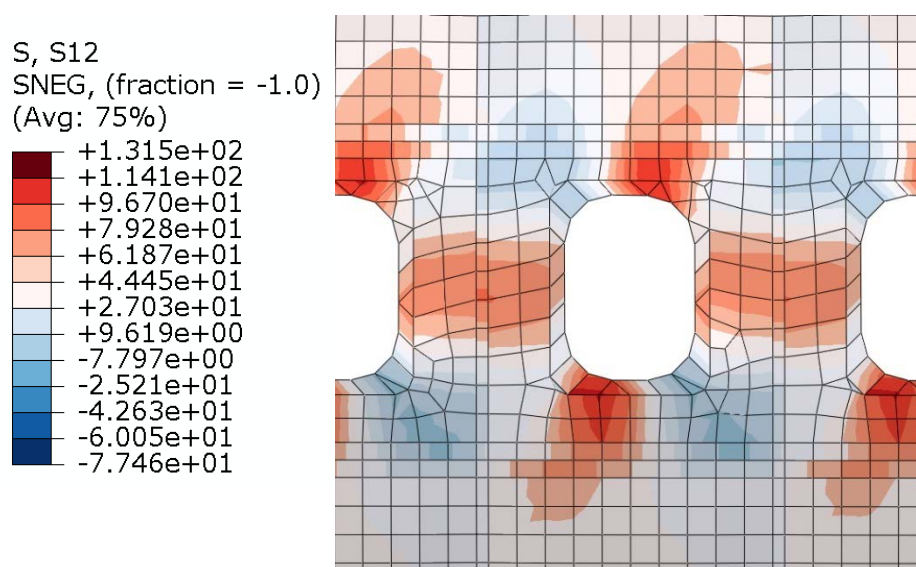 S, S12
SNEG, (fraction = -1.0)
(Avg: 75%)
+1.315e+02
+1.141e+02
+9.670e+01
+7.928e+01
+6.187e+01
+4.445e+01
+2.703e+01
+9.619e+00
-7.797e+00
-2.521e+01
-4.263e+01
-6.005e+01
-7.746e+01